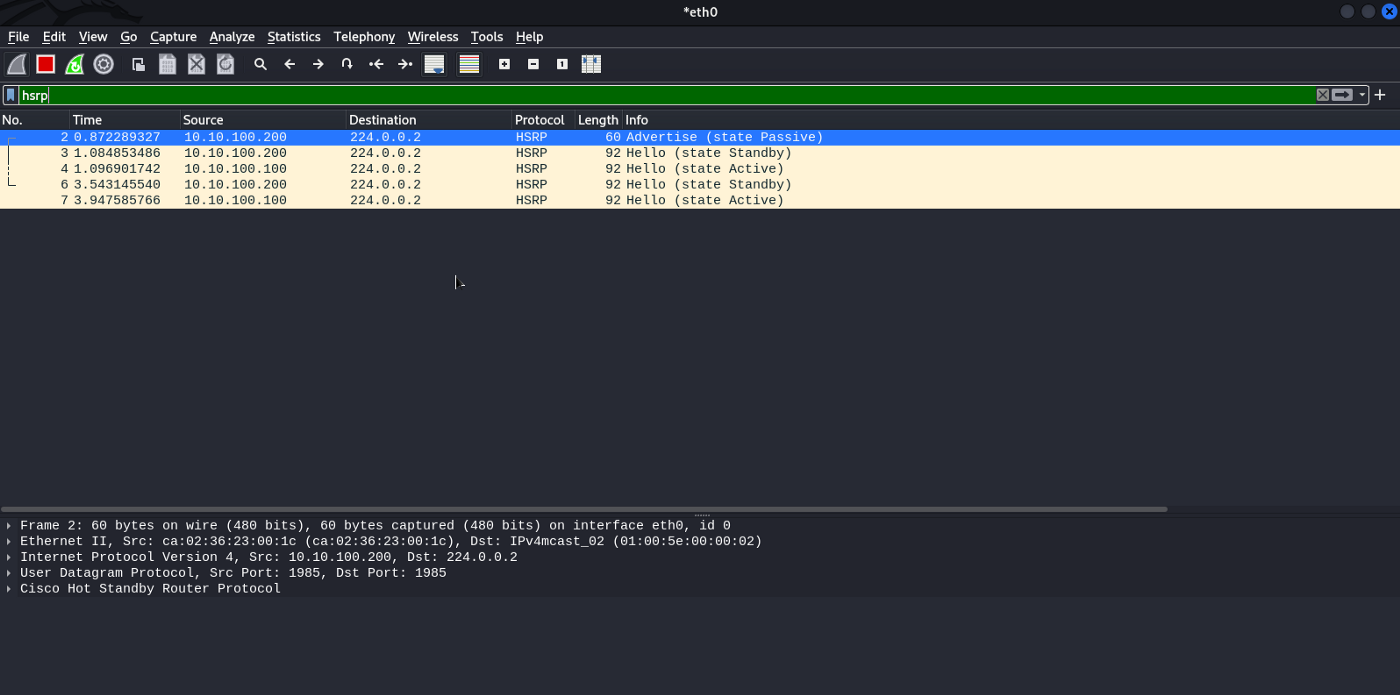 *eth0
File Edit View Go Capture Analyze Statistics Telephony Wireless Tools Help
hsrp
No. Time Source Destination Protocol Length Info
2 0.872289327 10.10.100.200 224.0.0.2 HSRP 60 Advertise (state Passive)
3 1.084853486 10.10.100.200 224.0.0.2 HSRP 92 Hello (state Standby)
4 1.096901742 10.10.100.100 224.0.0.2 HSRP 92 Hello (state Active)
6 3.543145540 10.10.100.200 224.0.0.2 HSRP 92 Hello (state Standby)
7 3.947585766 10.10.100.100 224.0.0.2 HSRP 92 Hello (state Active)
Frame 2: 60 bytes on wire (480 bits), 60 bytes captured (480 bits) on interface eth0, id 0
Ethernet II, Src: ca:02:36:23:00:1c (ca:02:36:23:00:1c), Dst: IPv4mcast_02 (01:00:5e:00:00:02)
Internet Protocol Version 4, Src: 10.10.100.200, Dst: 224.0.0.2
User Datagram Protocol, Src Port: 1985, Dst Port: 1985
Cisco Hot Standby Router Protocol